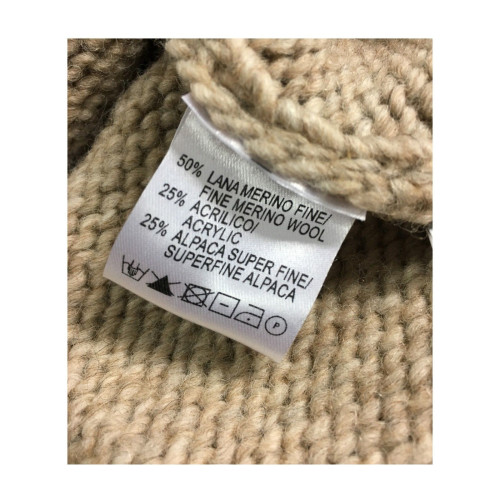 50% LANA MERINO FINE/
FINE MERINO WOOL
25% ACRILICO/
ACRYLIC
25% ALPACA SUPER FINE/
SUPERFINE ALPACA
P